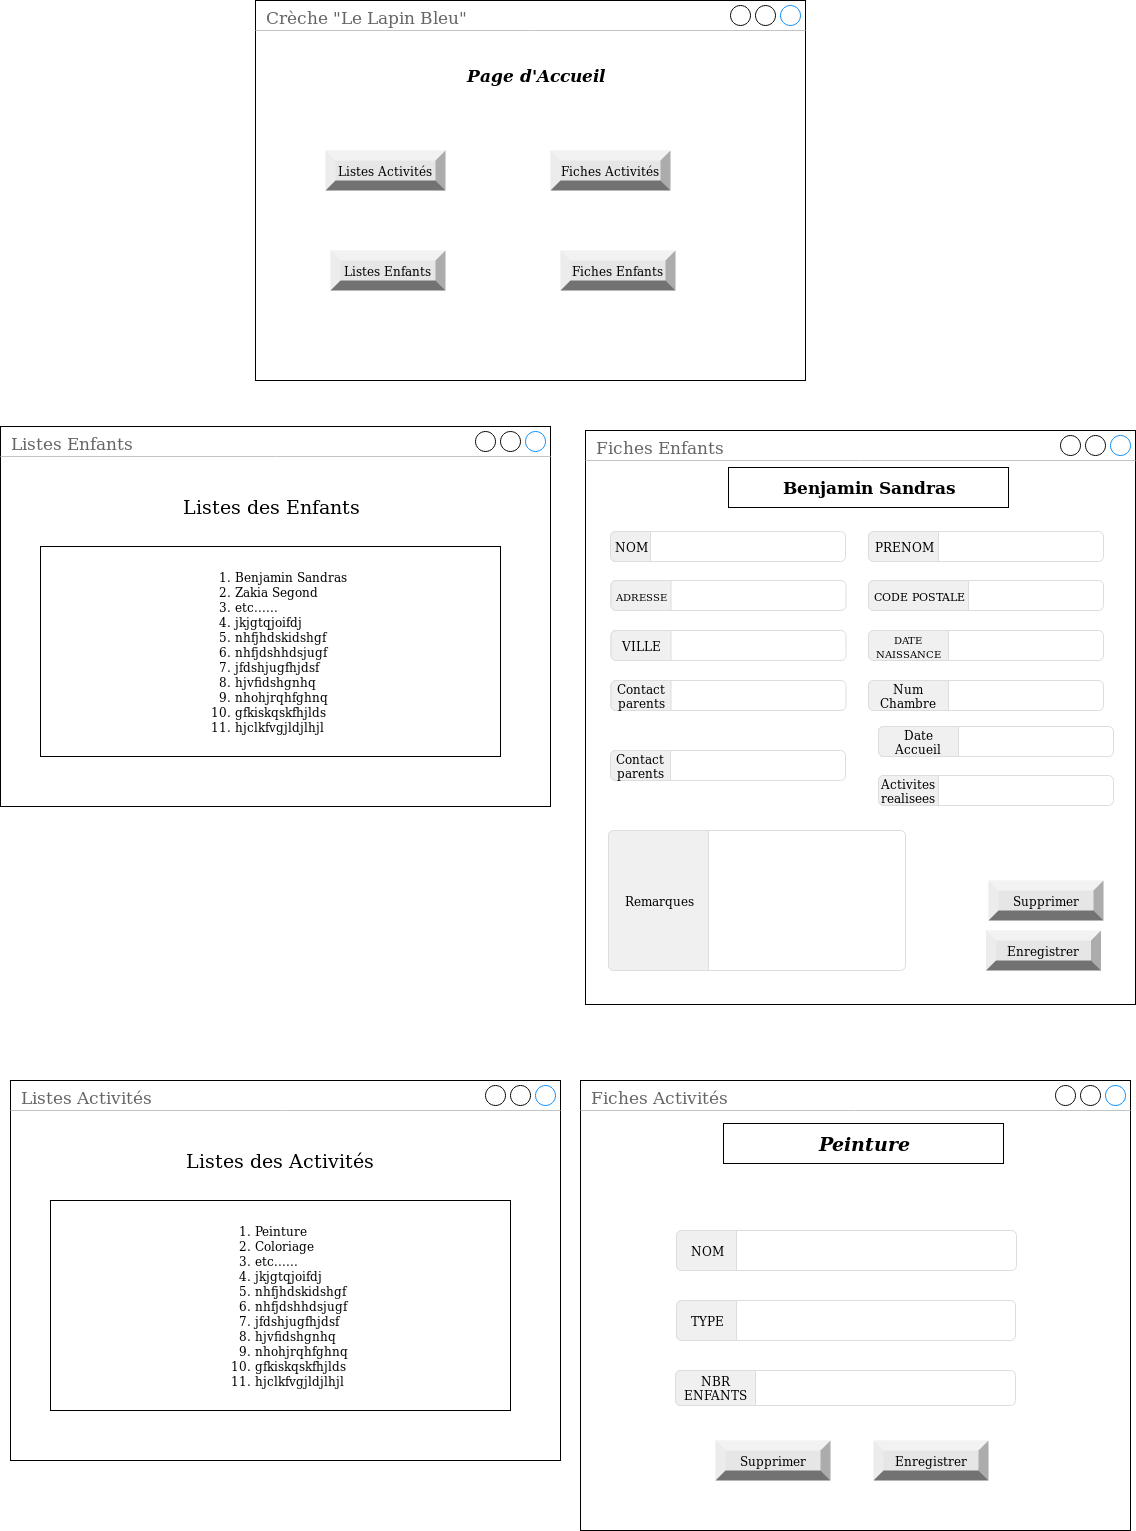 Crèche "Le Lapin Bleu"
Page d'Accueil
Listes Activités
Fiches Activités
Listes Enfants
Fiches Enfants
Listes Enfants
Listes des Enfants
1. Benjamin Sandras
2. Zakia Segond
3. etc......
4. jkjgtqjoifdj
5. nhfjhdskidshgf
6. nhfjdshhdsjugf
7. jfdshjugfhjdsf
8. hjvfidshgnhq
9. nhohjrqhfghnq
10. gfkiskqskfhjlds
11. hjclkfvgjldjlhjl
Fiches Enfants
Benjamin Sandras
NOM
PRENOM
ADRESSE
CODE POSTALE
VILLE
DATE
NAISSANCE
Contact
parents
Num
Chambre
Date
Accueil
Contact
parents
Activites
realisees
Remarques
Supprimer
Enregistrer
Listes Activités
Listes des Activités
1. Peinture
2. Coloriage
3. etc......
4. jkjgtqjoifdj
5. nhfjhdskidshgf
6. nhfjdshhdsjugf
7. jfdshjugfhjdsf
8. hjvfidshgnhq
9. nhohjrqhfghnq
10. gfkiskqskfhjlds
11. hjclkfvgjldjlhjl
Fiches Activités
Peinture
NOM
TYPE
NBR
ENFANTS
Supprimer
Enregistrer